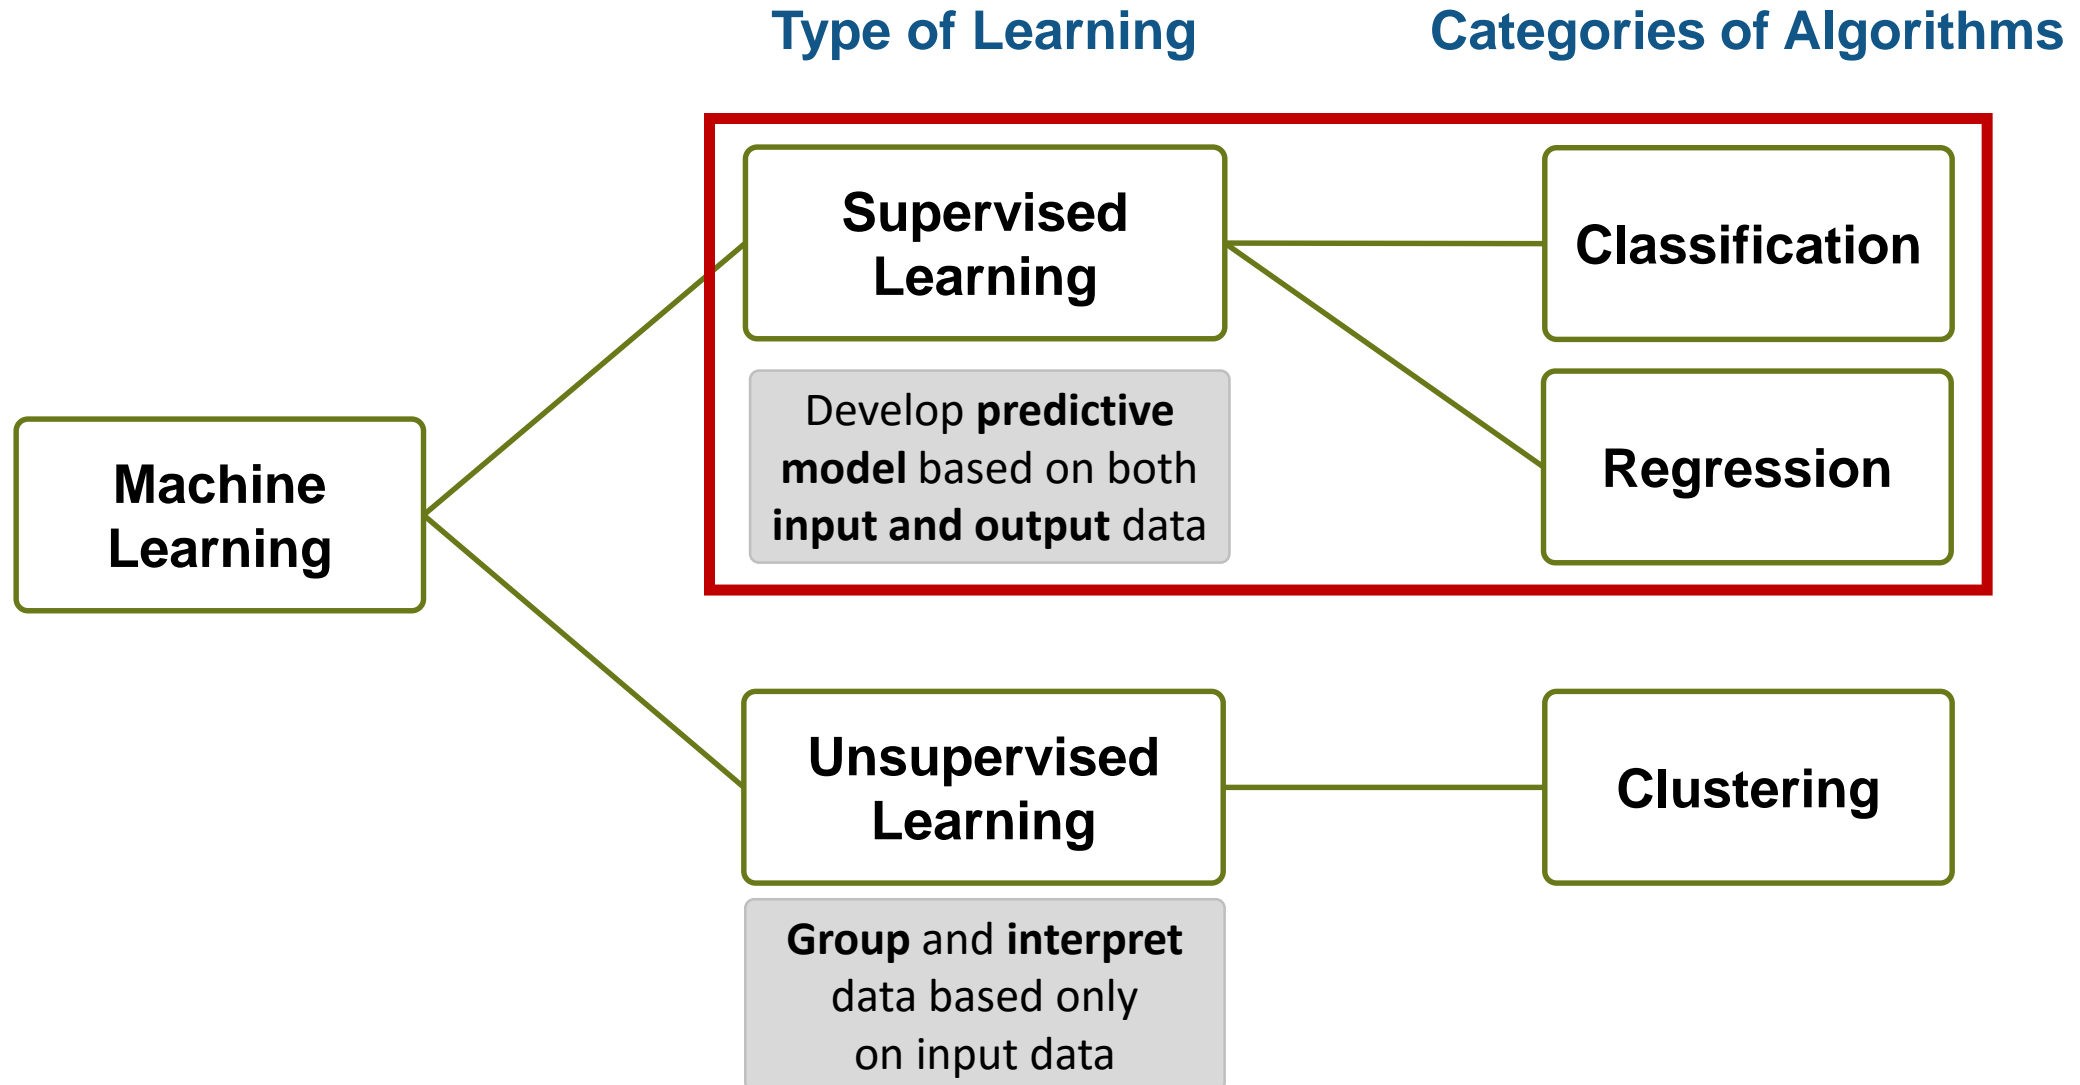 Type of Learning
Categories of Algorithms
Supervised
Learning
Classification
Develop predictive
model based on both
input and output data
Regression
Machine
Learning
Unsupervised
Learning
Clustering
Group and interpret
data based only
on input data